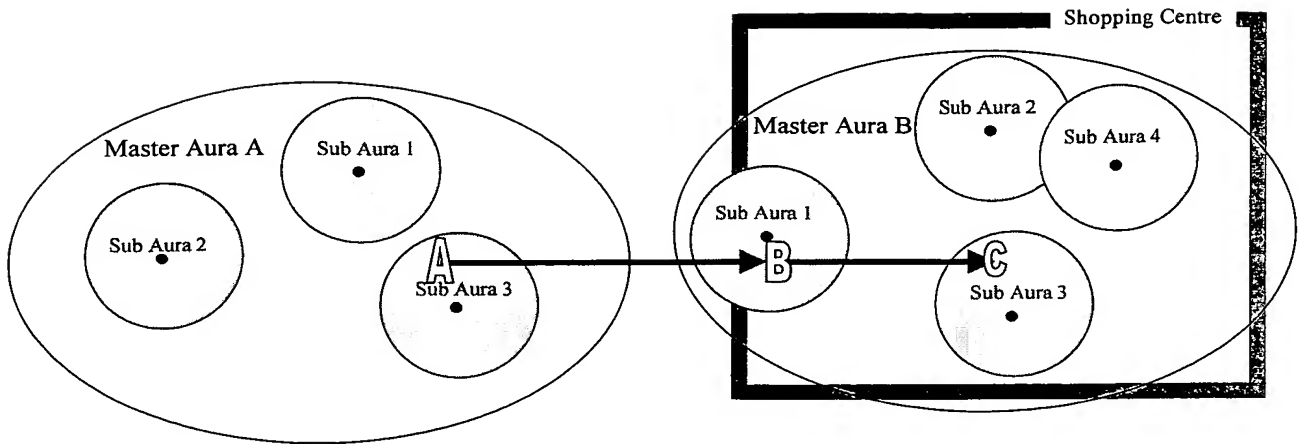 Shopping Centre
Master Aura A
Sub Aura 1
Sub Aura 2
A
Sub Aura 3
Master Aura B
Sub Aura 2
Sub Aura 4
Sub Aura 1
B
C
Sub Aura 3